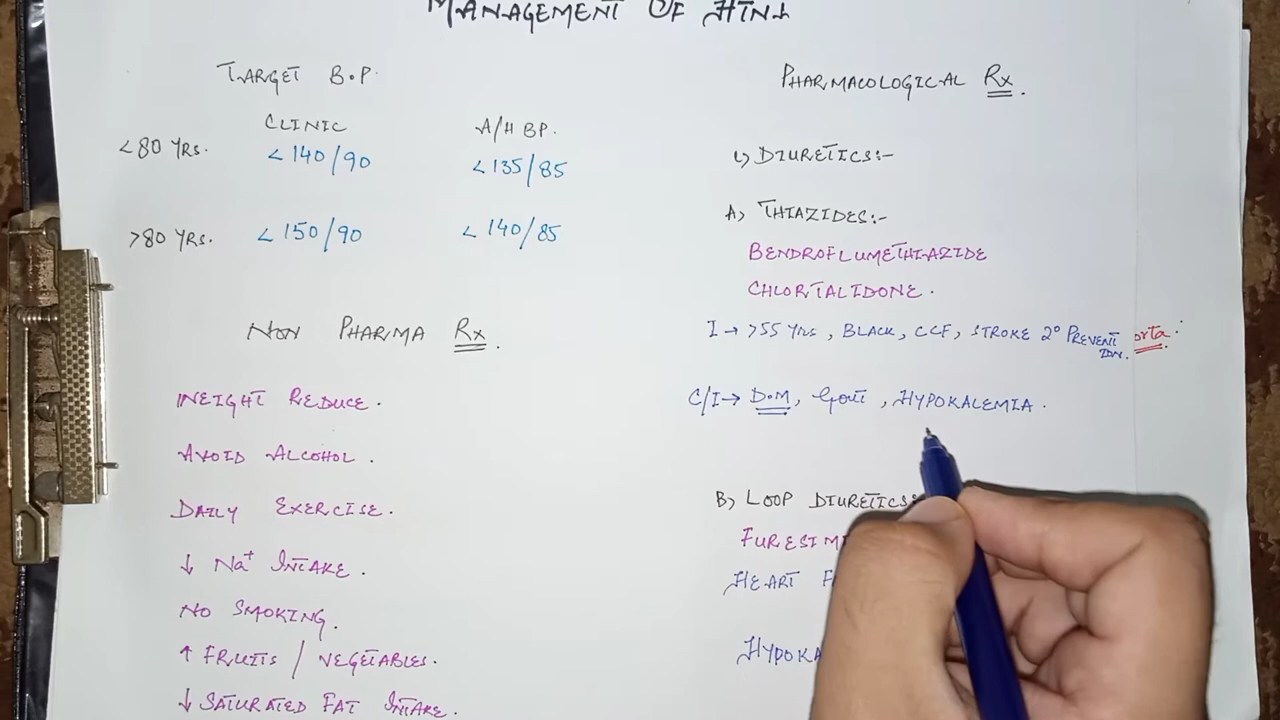 MANAGEMENT OF HTN
TARGET B.P.
CLINIC A/H BP.
<80 YRS. <140/90 <135/85
>80 YRS. <150/90 <140/85
NON PHARMA Rx.
WEIGHT REDUCE.
AVOID ALCOHOL.
DAILY EXERCISE.
↓ Na+ INTAKE.
NO SMOKING.
↑ FRUITS / VEGETABLES.
↓ SATURATED FAT INTAKE.
PHARMACOLOGICAL Rx.
1) DIURETICS:-
A) THIAZIDES:-
BENDROFLUMETHIAZIDE
CHLORTALIDONE.
I → >55 YRS, BLACK, CCF, STROKE 2° PREVENT
ION.
C/I → D.M, GOUT, HYPOKALEMIA.
B) LOOP DIURETICS:
FURESIM
HEART F
HYPOKA